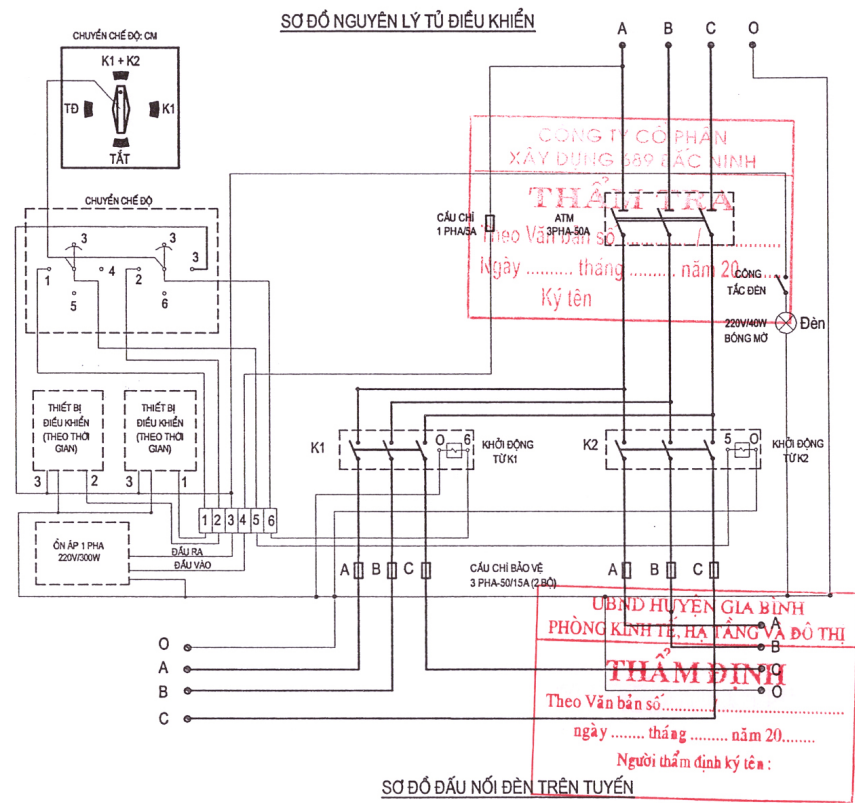 SƠ ĐỒ NGUYÊN LÝ TỦ ĐIỀU KHIỂN
A B C O
CHUYỂN CHẾ ĐỘ: CM
K1 + K2
TĐ K1
TẮT
CÔNG TY CỔ PHẦN
XÂY DỰNG 689 BẮC NINH
THẨM TRA
Theo Văn bản số ............ / ............
Ngày .......... tháng .......... năm 20......
Ký tên
CHUYỂN CHẾ ĐỘ
3 3 3
1 4 2
5 6
CẦU CHÌ
1 PHA/5A
ATM
3PHA-50A
CÔNG
TẮC ĐÈN
220V/40W
BÓNG MỜ
Đèn
THIẾT BỊ
ĐIỀU KHIỂN
(THEO THỜI
GIAN)
THIẾT BỊ
ĐIỀU KHIỂN
(THEO THỜI
GIAN)
3 2 3 1
K1
O 6
KHỞI ĐỘNG
TỪ K1
K2
5 O
KHỞI ĐỘNG
TỪ K2
1 2 3 4 5 6
ỔN ÁP 1 PHA
220V/300W
ĐẦU RA
ĐẦU VÀO
A B C
CẦU CHÌ BẢO VỆ
3 PHA-50/15A (2 BỘ)
A B C
UBND HUYỆN GIA BÌNH
PHÒNG KINH TẾ, HẠ TẦNG VÀ ĐÔ THỊ
THẨM ĐỊNH
Theo Văn bản số............/......................
ngày ........ tháng ......... năm 20........
Người thẩm định ký tên :
O
A
B
C
A
B
C
O
SƠ ĐỒ ĐẤU NỐI ĐÈN TRÊN TUYẾN